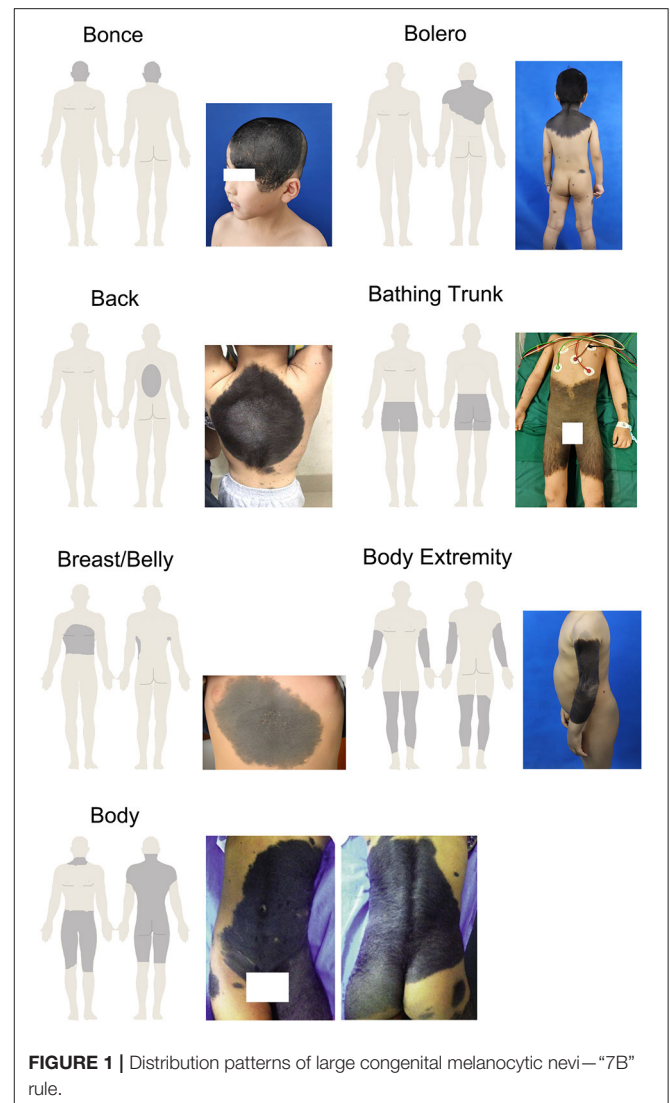 Bonce
Bolero
Back
Bathing Trunk
Breast/Belly
Body Extremity
Body
FIGURE 1 | Distribution patterns of large congenital melanocytic nevi—“7B”
rule.